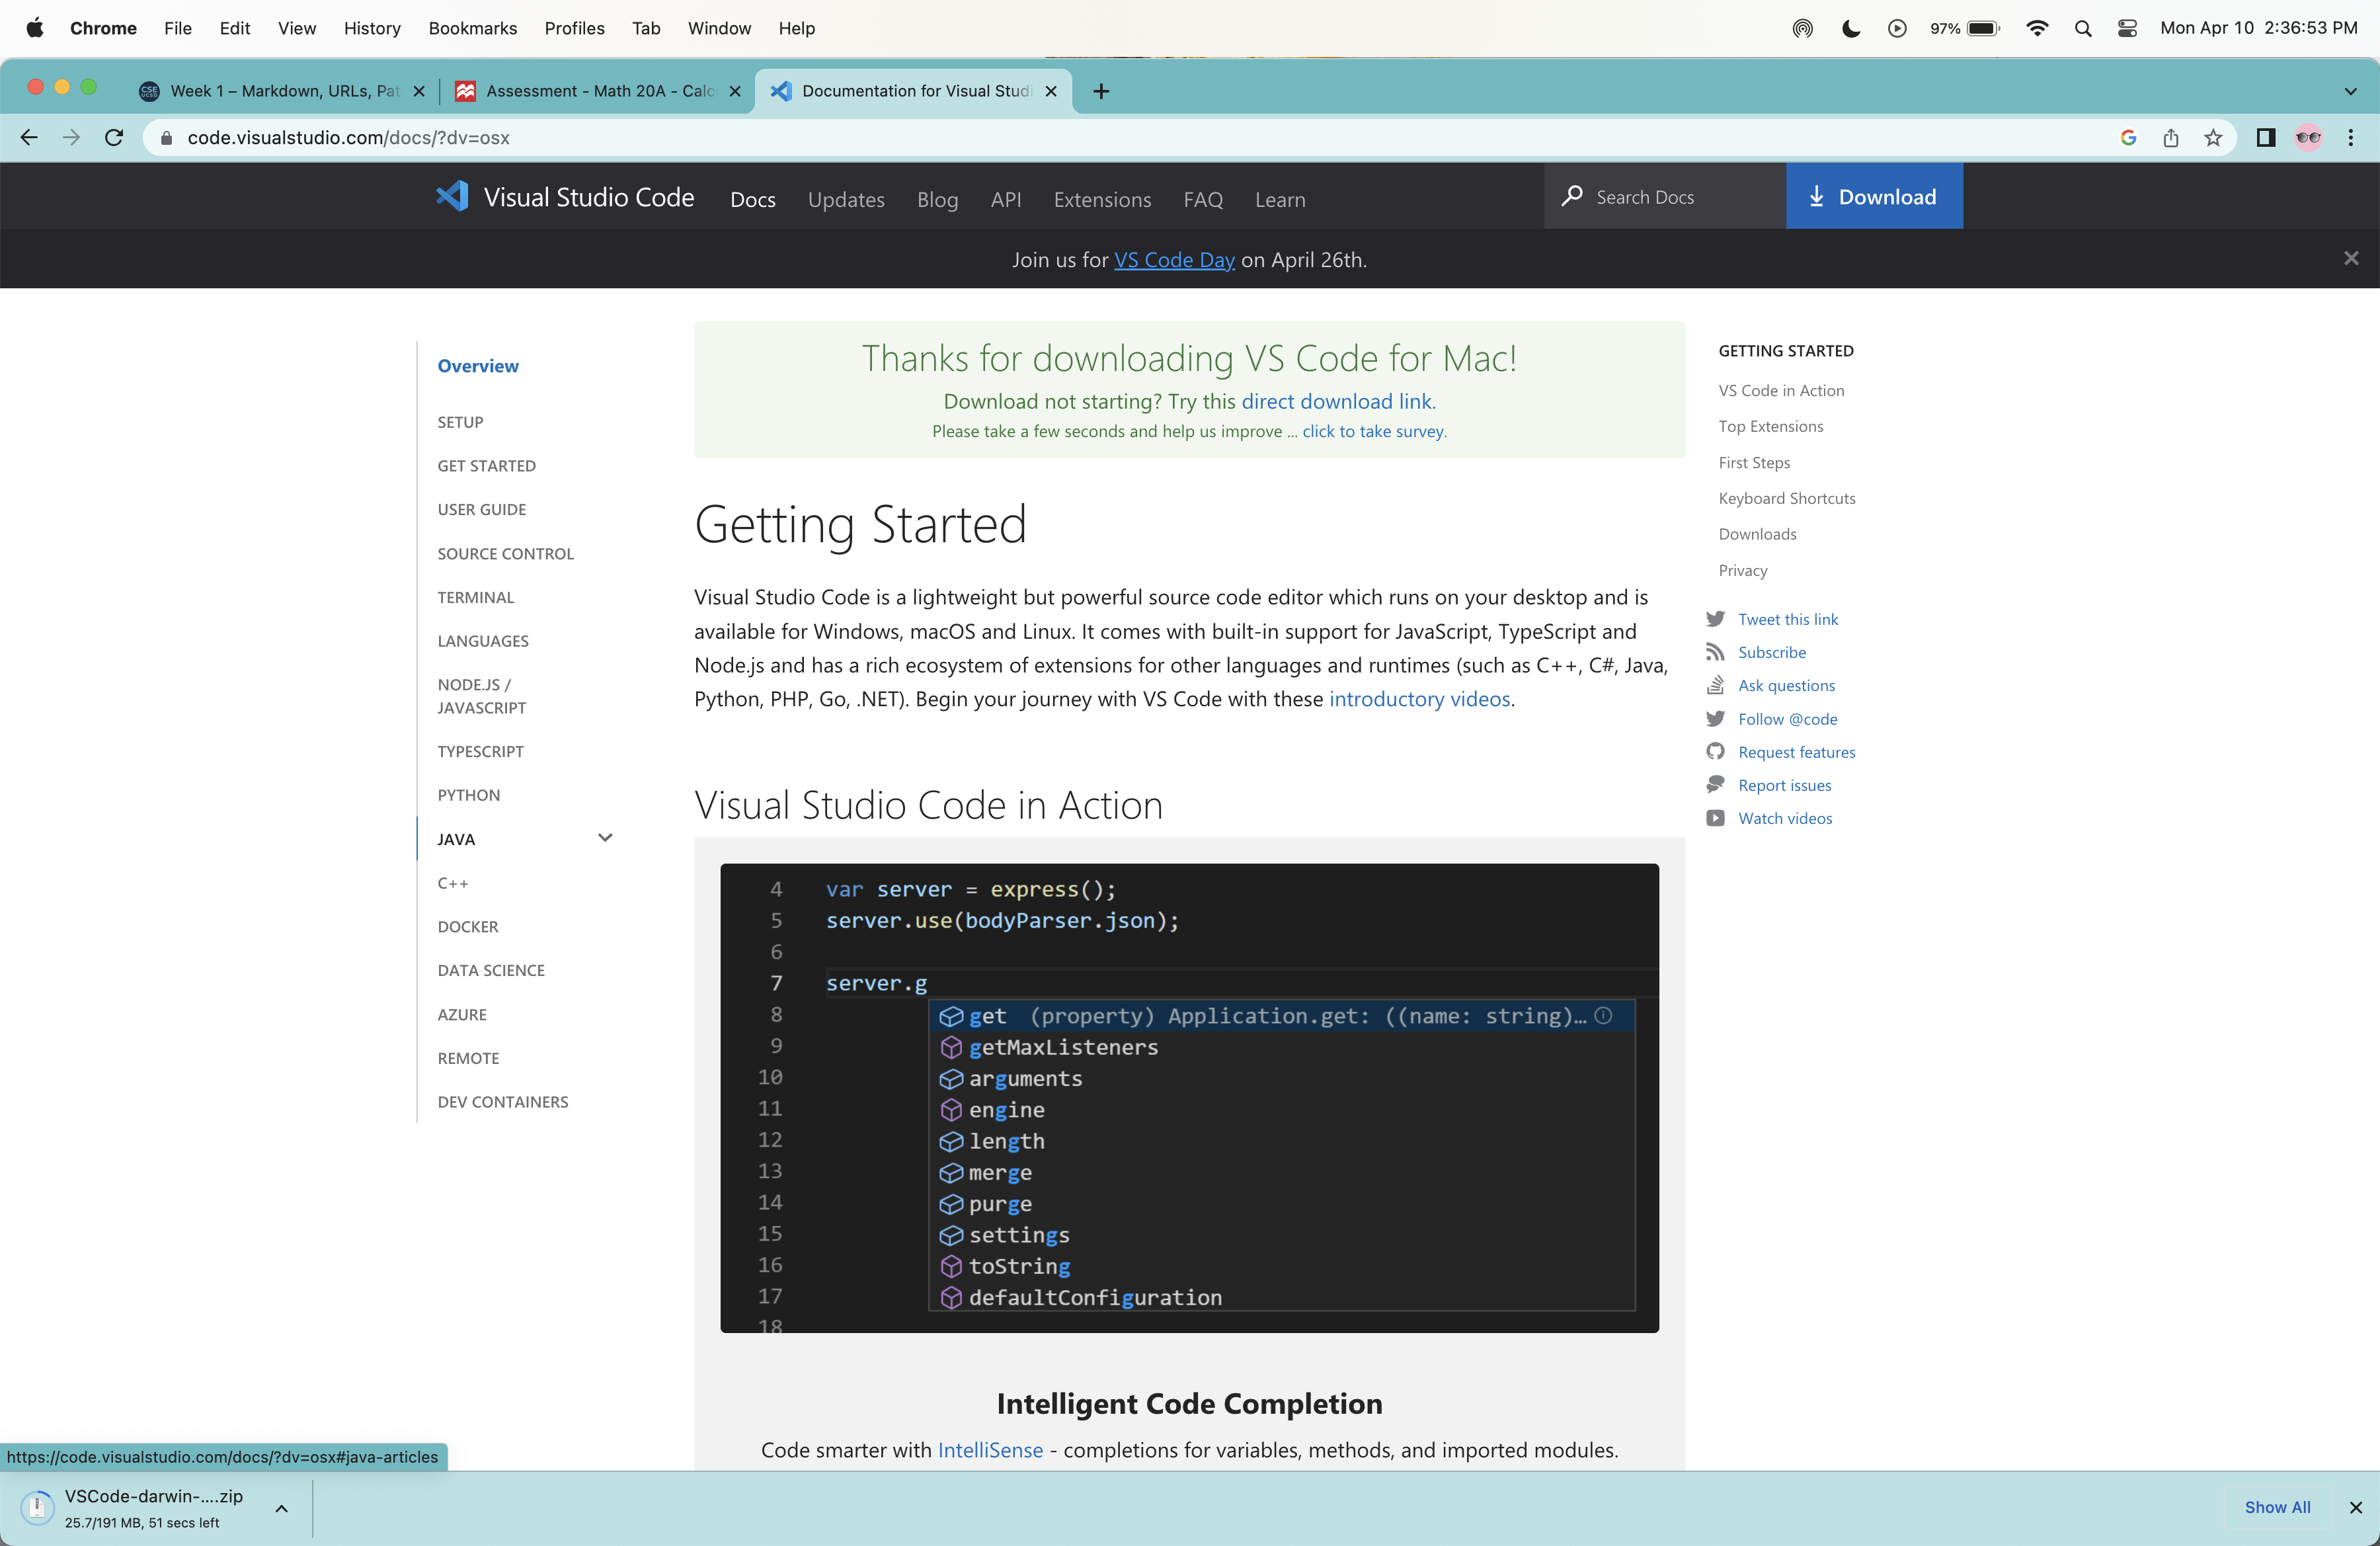 Chrome File Edit View History Bookmarks Profiles Tab Window Help 97% Mon Apr 10 2:36:53 PM
Week 1 – Markdown, URLs, Pat Assessment - Math 20A - Calc Documentation for Visual Studi
code.visualstudio.com/docs/?dv=osx
Visual Studio Code Docs Updates Blog API Extensions FAQ Learn Search Docs Download
Join us for VS Code Day on April 26th.
Overview
SETUP
GET STARTED
USER GUIDE
SOURCE CONTROL
TERMINAL
LANGUAGES
NODE.JS /
JAVASCRIPT
TYPESCRIPT
PYTHON
JAVA
C++
DOCKER
DATA SCIENCE
AZURE
REMOTE
DEV CONTAINERS
Thanks for downloading VS Code for Mac!
Download not starting? Try this direct download link.
Please take a few seconds and help us improve ... click to take survey.
Getting Started
Visual Studio Code is a lightweight but powerful source code editor which runs on your desktop and is
available for Windows, macOS and Linux. It comes with built-in support for JavaScript, TypeScript and
Node.js and has a rich ecosystem of extensions for other languages and runtimes (such as C++, C#, Java,
Python, PHP, Go, .NET). Begin your journey with VS Code with these introductory videos.
Visual Studio Code in Action
4 var server = express();
5 server.use(bodyParser.json);
6
7 server.g
8 get (property) Application.get: ((name: string)…
9 getMaxListeners
10 arguments
11 engine
12 length
13 merge
14 purge
15 settings
16 toString
17 defaultConfiguration
18
Intelligent Code Completion
Code smarter with IntelliSense - completions for variables, methods, and imported modules.
GETTING STARTED
VS Code in Action
Top Extensions
First Steps
Keyboard Shortcuts
Downloads
Privacy
Tweet this link
Subscribe
Ask questions
Follow @code
Request features
Report issues
Watch videos
https://code.visualstudio.com/docs/?dv=osx#java-articles
VSCode-darwin-....zip
25.7/191 MB, 51 secs left
Show All